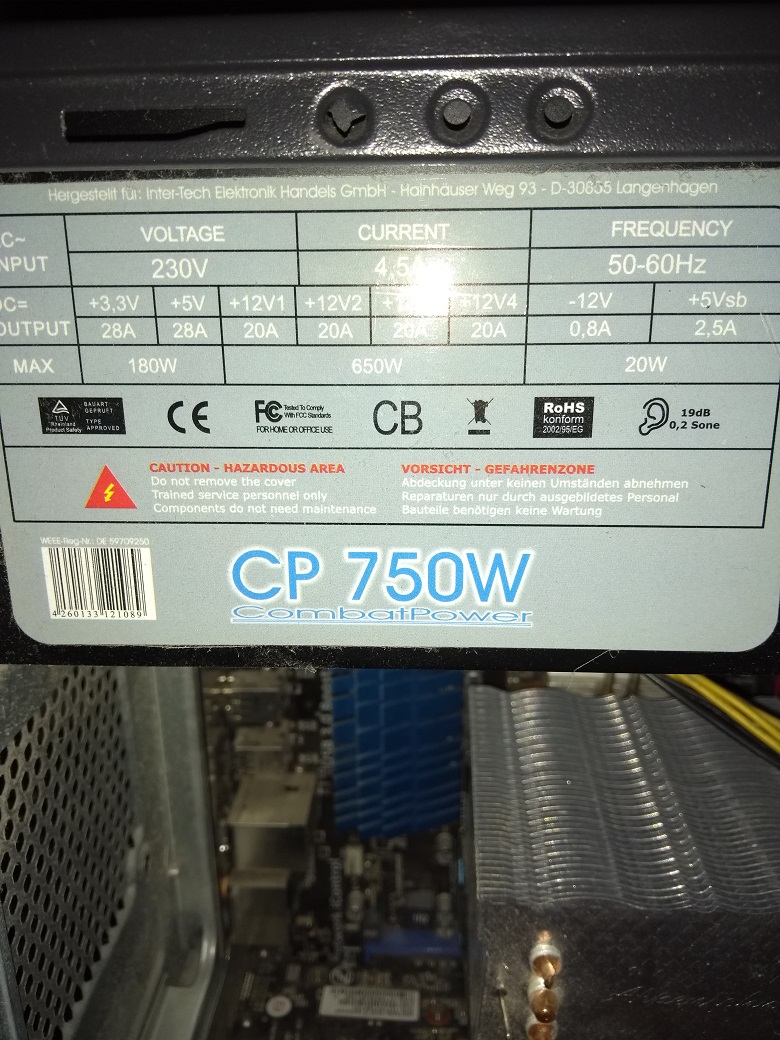 Hergestellt für: Inter-Tech Elektronik Handels GmbH - Hainhäuser Weg 93 - D-30855 Langenhagen
VOLTAGE CURRENT FREQUENCY
INPUT 230V 50-60Hz
+3,3V +5V +12V1 +12V2 +12V4 -12V +5Vsb
OUTPUT 28A 28A 20A 20A 20A 20A 0,8A 2,5A
MAX 180W 650W 20W
TÜV
Rheinland
Product Safety
BAUART
GEPRÜFT
TYPE
APPROVED
CE
FC Tested To Comply
With FCC Standards
FOR HOME OR OFFICE USE
CB
RoHS
konform
2002/95/EG
19dB
0,2 Sone
CAUTION - HAZARDOUS AREA
Do not remove the cover
Trained service personnel only
Components do not need maintenance
VORSICHT - GEFAHRENZONE
Abdeckung unter keinen Umständen abnehmen
Reparaturen nur durch ausgebildetes Personal
Bauteile benötigen keine Wartung
WEEE-Reg-Nr.: DE 59709250
4 260133 121089
CP 750W
CombatPower